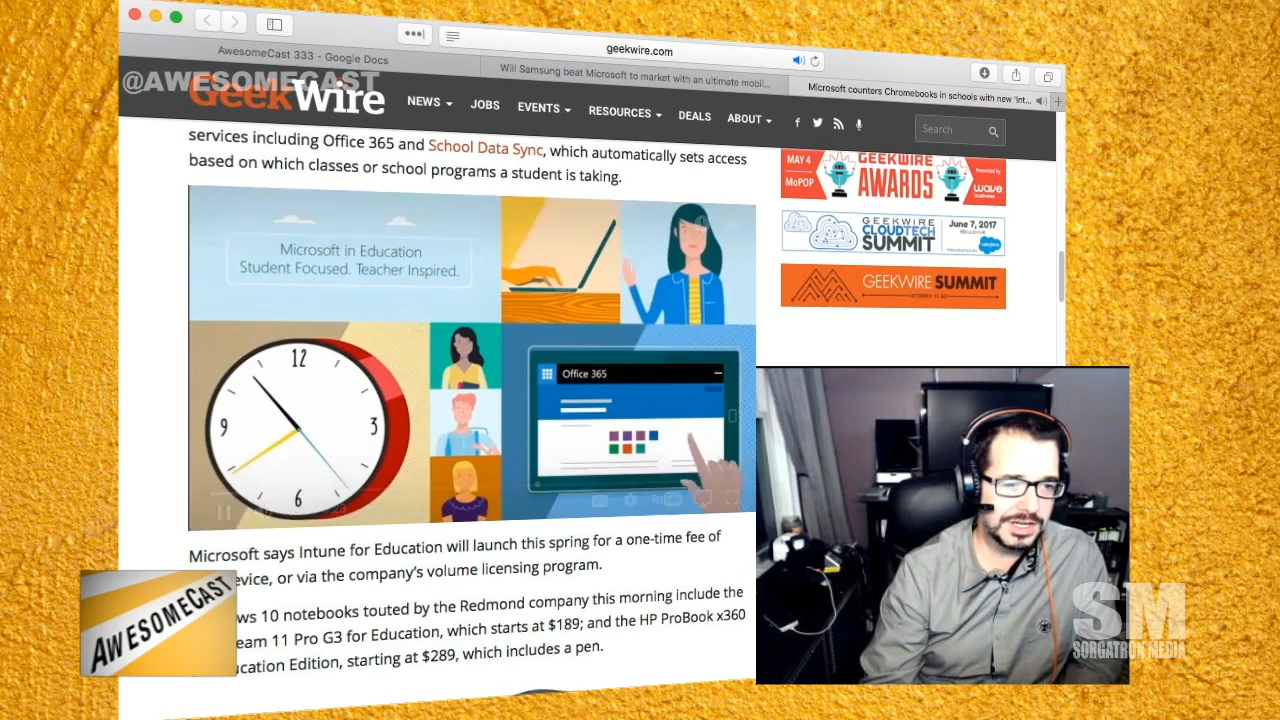 geekwire.com
AwesomeCast 333 - Google Docs
Will Samsung beat Microsoft to market with an ultimate mobil...
Microsoft counters Chromebooks in schools with new 'Int...
@AWESOMECAST
GeekWire
NEWS
JOBS
EVENTS
RESOURCES
DEALS
ABOUT
Search
services including Office 365 and School Data Sync, which automatically sets access
based on which classes or school programs a student is taking.
MAY 4
MoPOP
GEEKWIRE
AWARDS
Presented by
wave
business
GEEKWIRE
CLOUDTECH
SUMMIT
June 7, 2017
BELLEVUE
salesforce
GEEKWIRE SUMMIT
Microsoft in Education
Student Focused. Teacher Inspired.
12
3
6
9
Office 365
Microsoft says Intune for Education will launch this spring for a one-time fee of
evice, or via the company's volume licensing program.
ws 10 notebooks touted by the Redmond company this morning include the
eam 11 Pro G3 for Education, which starts at $189; and the HP ProBook x360
ucation Edition, starting at $289, which includes a pen.
AWESOMECAST
SM
SORGATRON MEDIA